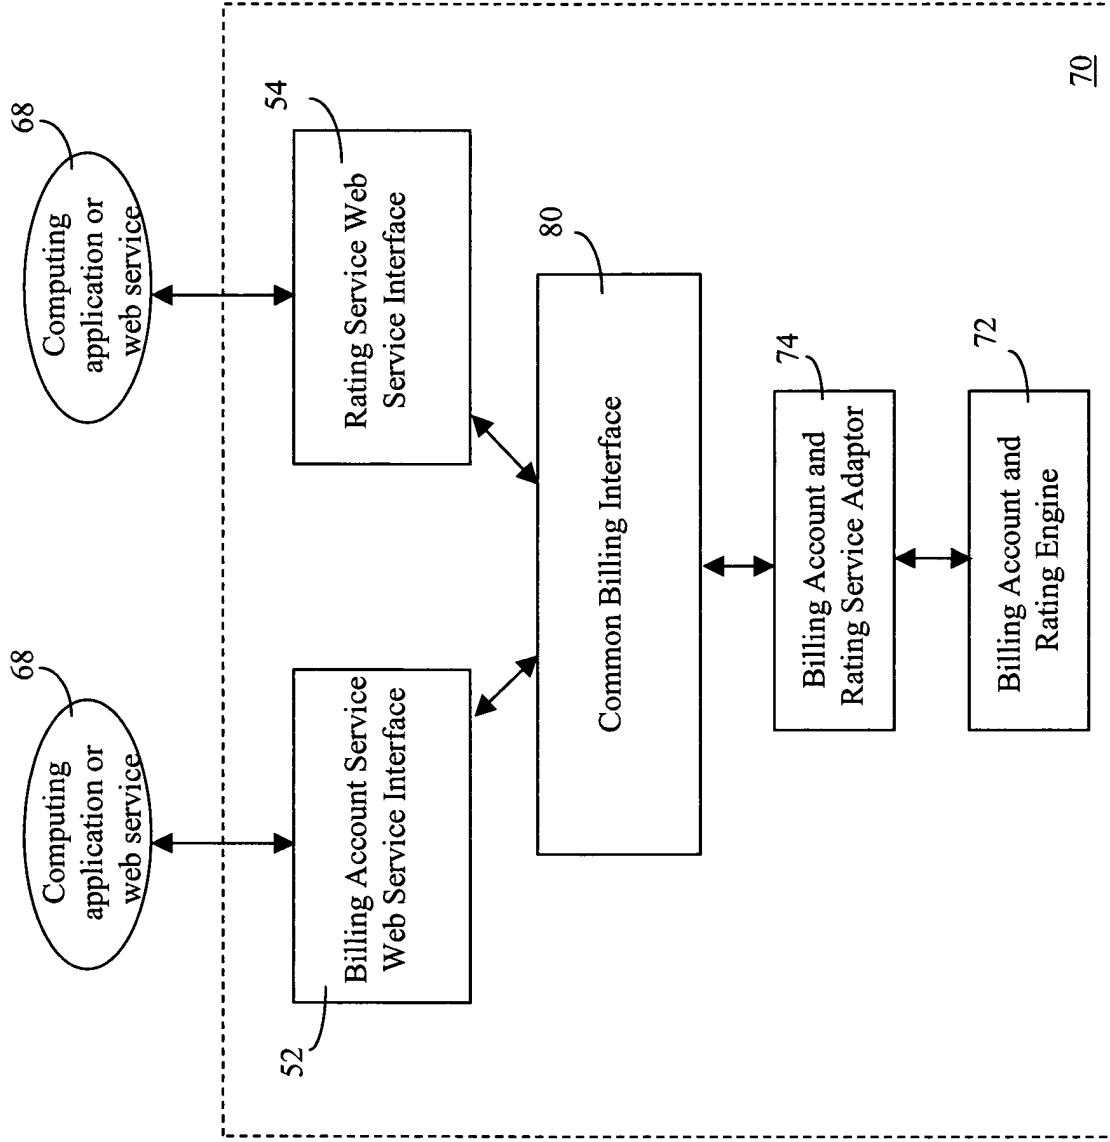 68
Computing
application or
web service
68
Computing
application or
web service
52
Billing Account Service
Web Service Interface
54
Rating Service Web
Service Interface
80
Common Billing Interface
74
Billing Account and
Rating Service Adaptor
72
Billing Account and
Rating Engine
70